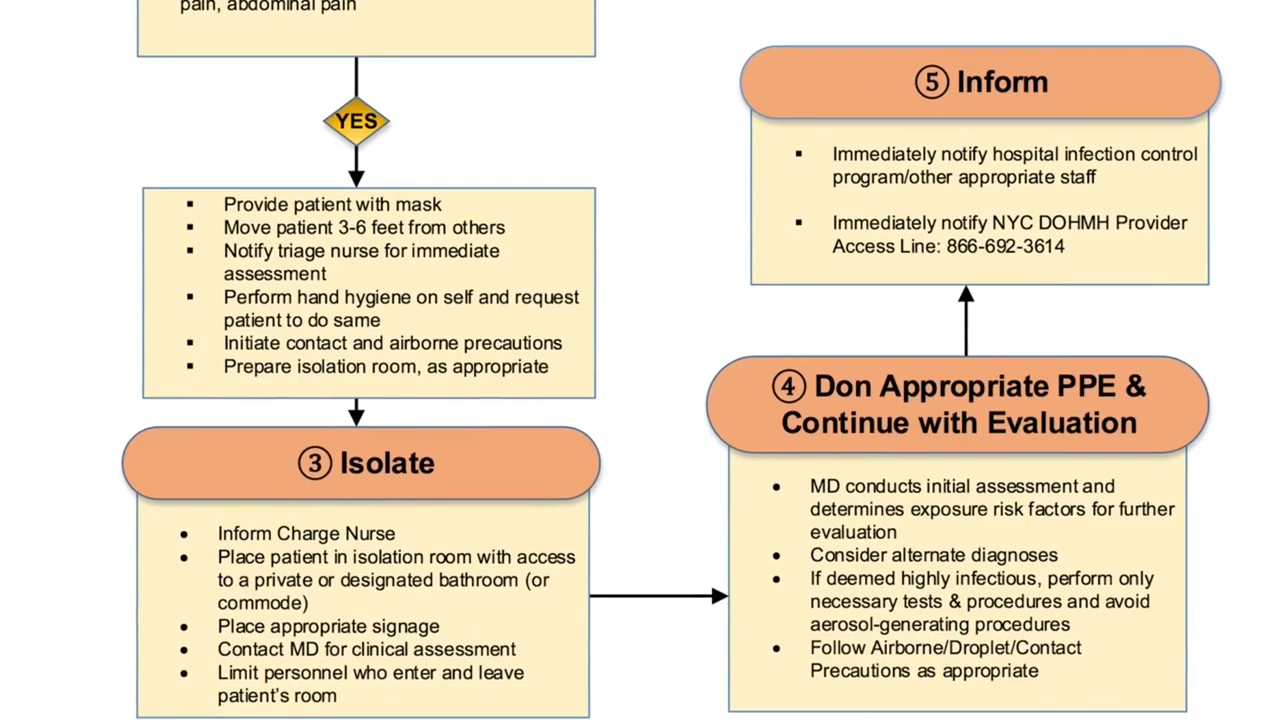 pain, abdominal pain
YES
▪ Provide patient with mask
▪ Move patient 3-6 feet from others
▪ Notify triage nurse for immediate
assessment
▪ Perform hand hygiene on self and request
patient to do same
▪ Initiate contact and airborne precautions
▪ Prepare isolation room, as appropriate
③ Isolate
• Inform Charge Nurse
• Place patient in isolation room with access
to a private or designated bathroom (or
commode)
• Place appropriate signage
• Contact MD for clinical assessment
• Limit personnel who enter and leave
patient's room
④ Don Appropriate PPE &
Continue with Evaluation
• MD conducts initial assessment and
determines exposure risk factors for further
evaluation
• Consider alternate diagnoses
• If deemed highly infectious, perform only
necessary tests & procedures and avoid
aerosol-generating procedures
• Follow Airborne/Droplet/Contact
Precautions as appropriate
⑤ Inform
▪ Immediately notify hospital infection control
program/other appropriate staff
▪ Immediately notify NYC DOHMH Provider
Access Line: 866-692-3614